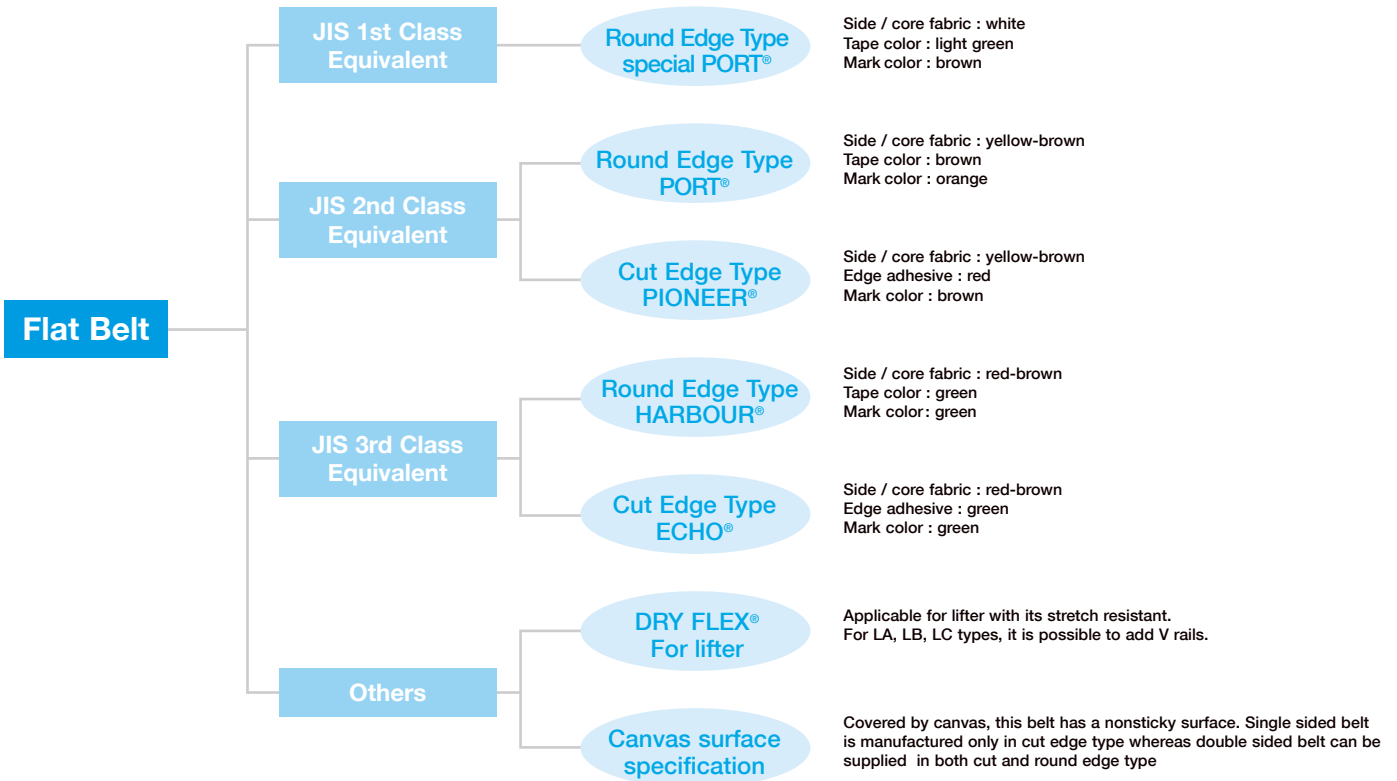 Flat Belt
JIS 1st Class
Equivalent
Round Edge Type
special PORT®
Side / core fabric : white
Tape color : light green
Mark color : brown
JIS 2nd Class
Equivalent
Round Edge Type
PORT®
Side / core fabric : yellow-brown
Tape color : brown
Mark color : orange
Cut Edge Type
PIONEER®
Side / core fabric : yellow-brown
Edge adhesive : red
Mark color : brown
JIS 3rd Class
Equivalent
Round Edge Type
HARBOUR®
Side / core fabric : red-brown
Tape color : green
Mark color : green
Cut Edge Type
ECHO®
Side / core fabric : red-brown
Edge adhesive : green
Mark color : green
Others
DRY FLEX®
For lifter
Applicable for lifter with its stretch resistant.
For LA, LB, LC types, it is possible to add V rails.
Canvas surface
specification
Covered by canvas, this belt has a nonsticky surface. Single sided belt
is manufactured only in cut edge type whereas double sided belt can be
supplied in both cut and round edge type